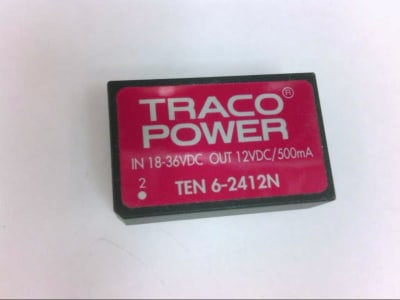 TRACO®
POWER
IN 18-36VDC OUT 12VDC/500mA
2
TEN 6-2412N